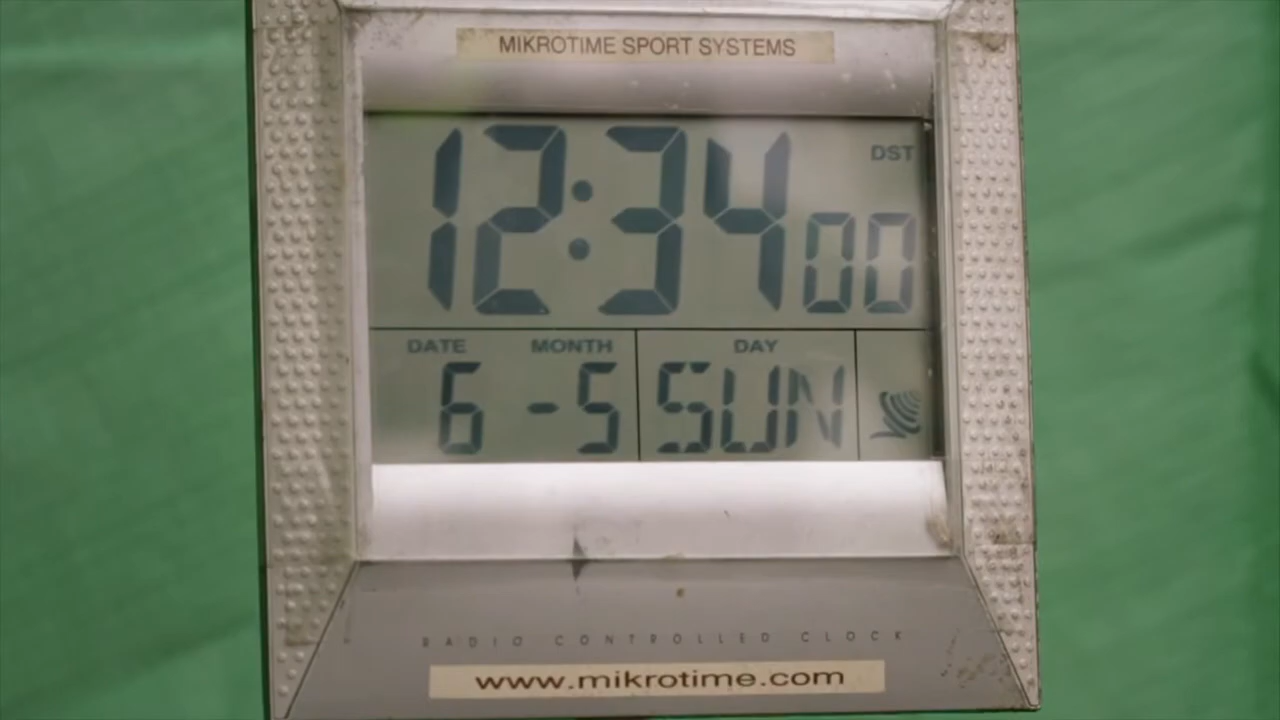 MIKROTIME SPORT SYSTEMS
12:34 00
DST
DATE MONTH DAY
6 -5 SUN
RADIO CONTROLLED CLOCK
www.mikrotime.com